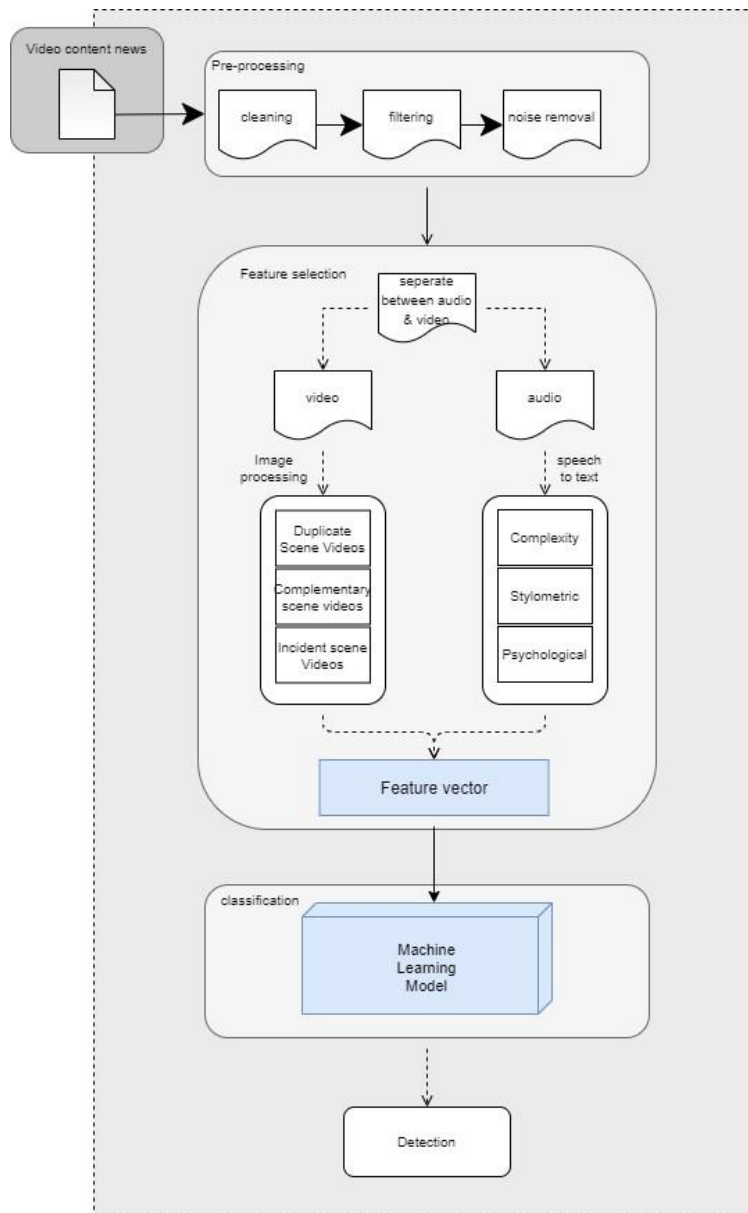 Video content news
Pre-processing
cleaning
filtering
noise removal
Feature selection
seperate
between audio
& video
video
audio
Image
processing
speech
to text
Duplicate
Scene Videos
Complementary
scene videos
Incident scene
Videos
Complexity
Stylometric
Psychological
Feature vector
classification
Machine
Learning
Model
Detection